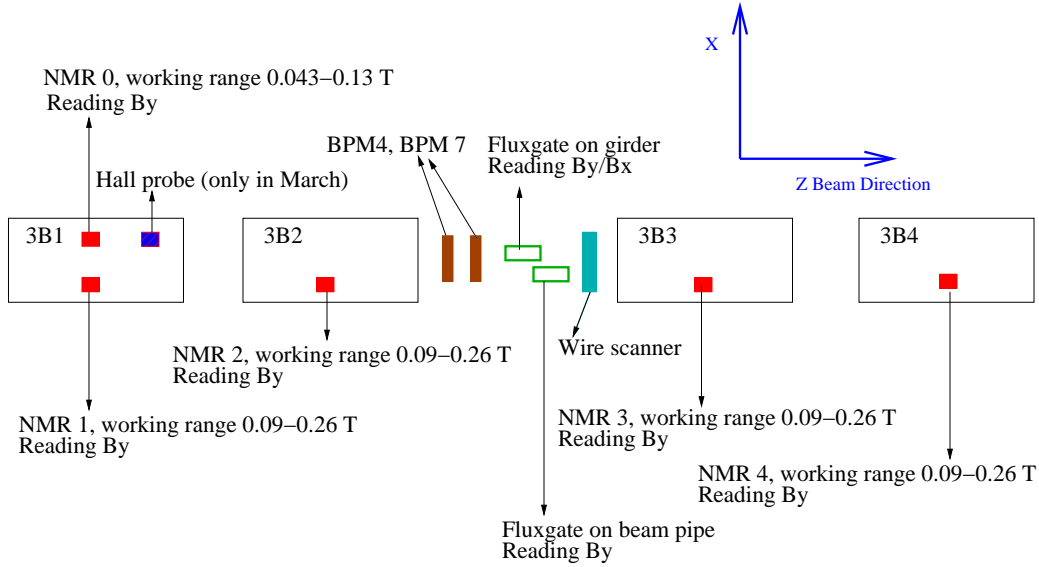 NMR 0, working range 0.043−0.13 T
Reading By
X
BPM4, BPM 7
Fluxgate on girder
Reading By/Bx
Hall probe (only in March)
Z Beam Direction
3B1
3B2
3B3
3B4
NMR 2, working range 0.09−0.26 T
Reading By
Wire scanner
NMR 1, working range 0.09−0.26 T
Reading By
NMR 3, working range 0.09−0.26 T
Reading By
NMR 4, working range 0.09−0.26 T
Reading By
Fluxgate on beam pipe
Reading By